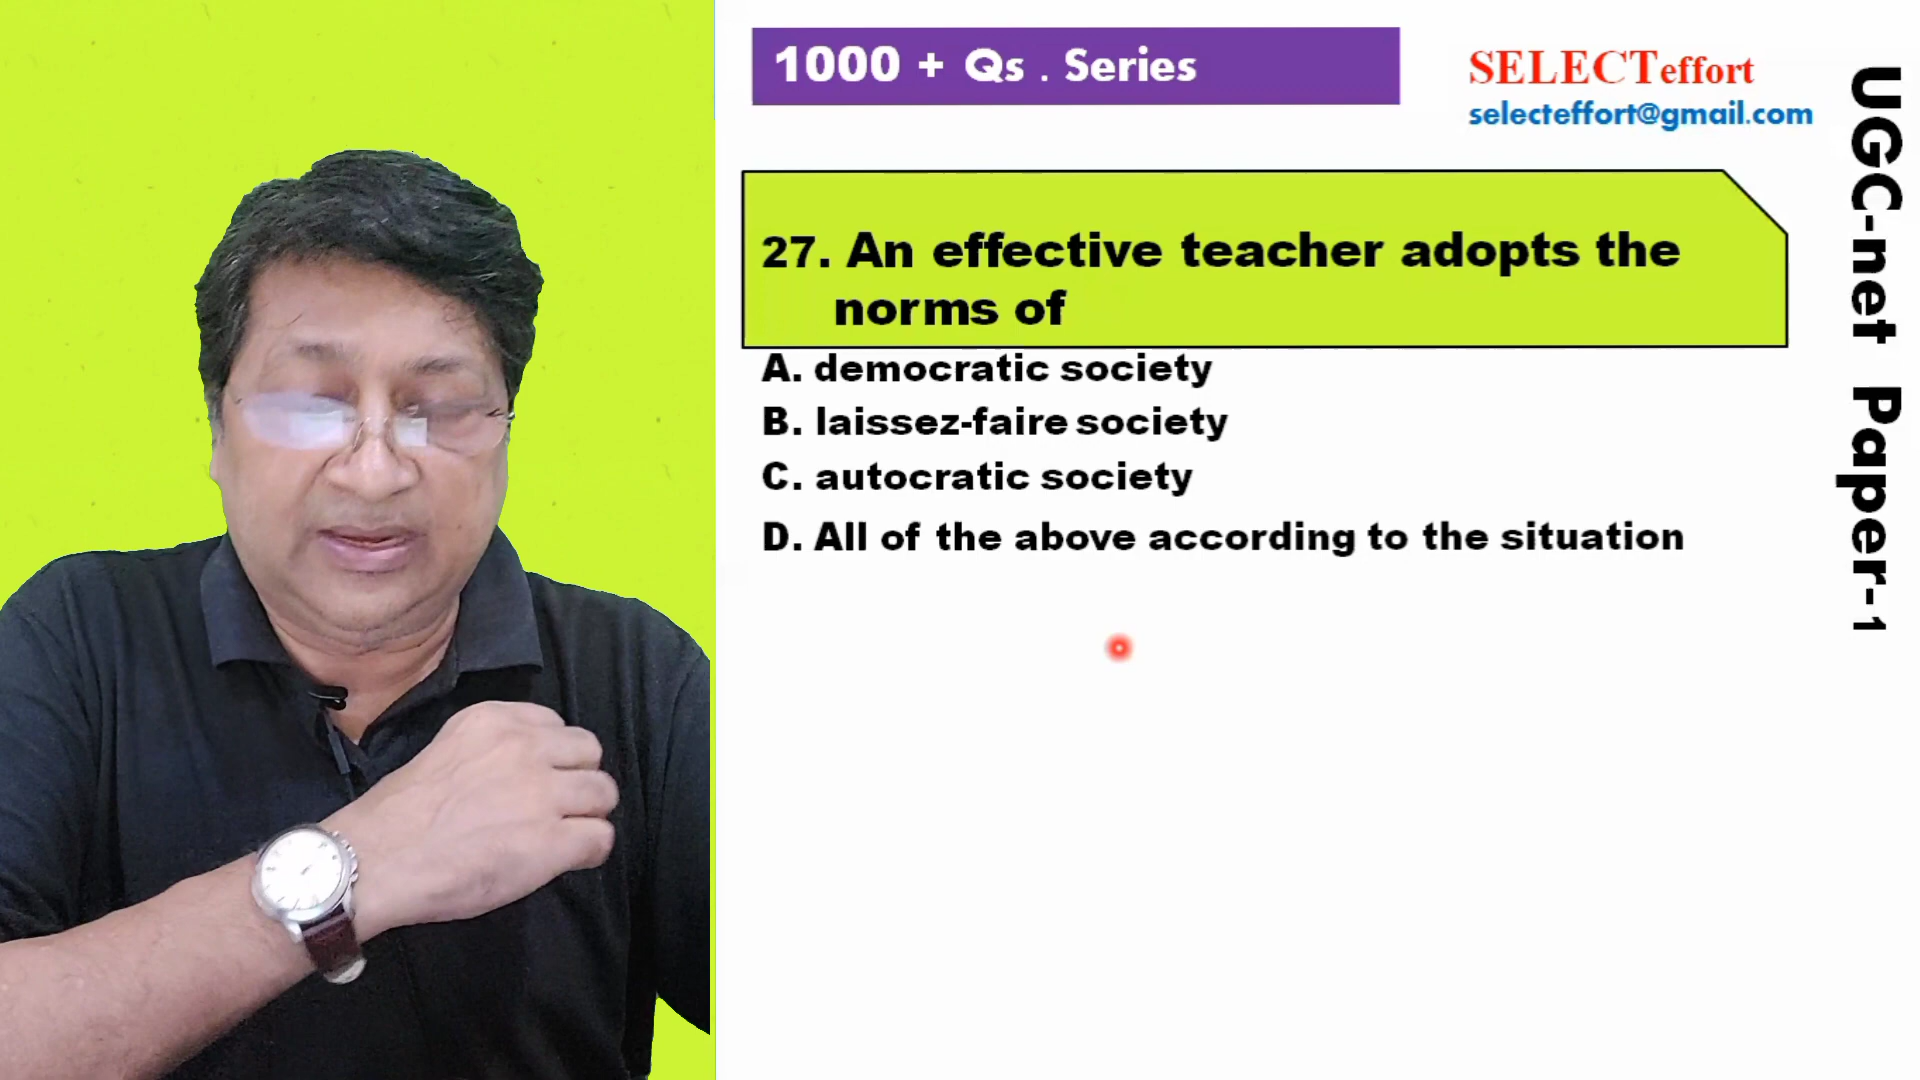 1000 + Qs . Series
SELECTeffort
selecteffort@gmail.com
27. An effective teacher adopts the
norms of
A. democratic society
B. laissez-faire society
C. autocratic society
D. All of the above according to the situation
UGC-net Paper-1